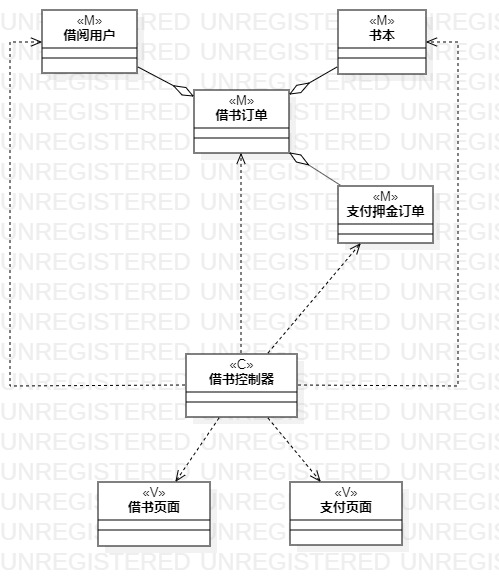 «M»
借阅用户
«M»
书本
«M»
借书订单
«M»
支付押金订单
«C»
借书控制器
«V»
借书页面
«V»
支付页面
UNREGISTERED UNREGISTERED UNREGISTERED